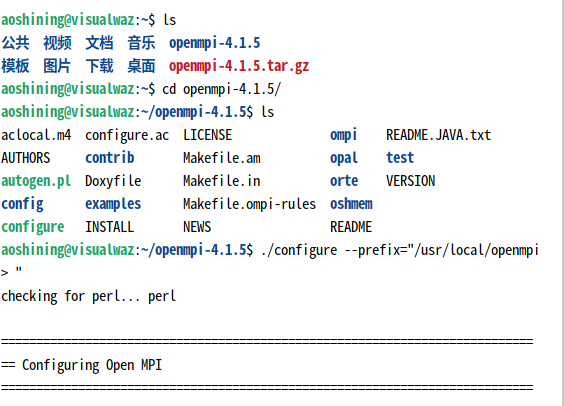 aoshining@visualwaz:~$ ls
公共 视频 文档 音乐 openmpi-4.1.5
模板 图片 下载 桌面 openmpi-4.1.5.tar.gz
aoshining@visualwaz:~$ cd openmpi-4.1.5/
aoshining@visualwaz:~/openmpi-4.1.5$ ls
aclocal.m4 configure.ac LICENSE ompi README.JAVA.txt
AUTHORS contrib Makefile.am opal test
autogen.pl Doxyfile Makefile.in orte VERSION
config examples Makefile.ompi-rules oshmem
configure INSTALL NEWS README
aoshining@visualwaz:~/openmpi-4.1.5$ ./configure --prefix="/usr/local/openmpi
> "
checking for perl... perl
============================================================================
== Configuring Open MPI
============================================================================